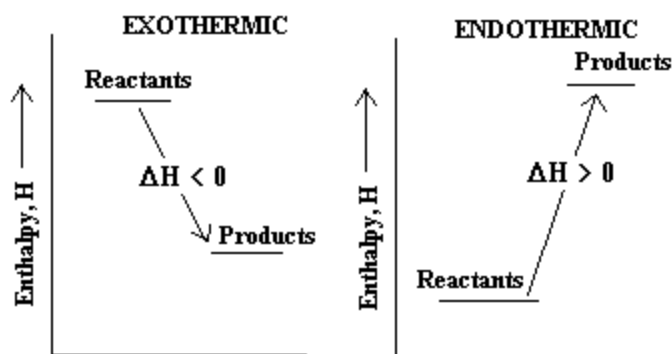 EXOTHERMIC
Reactants
ΔH < 0
Products
Enthalpy, H
ENDOTHERMIC
Products
ΔH > 0
Reactants
Enthalpy, H